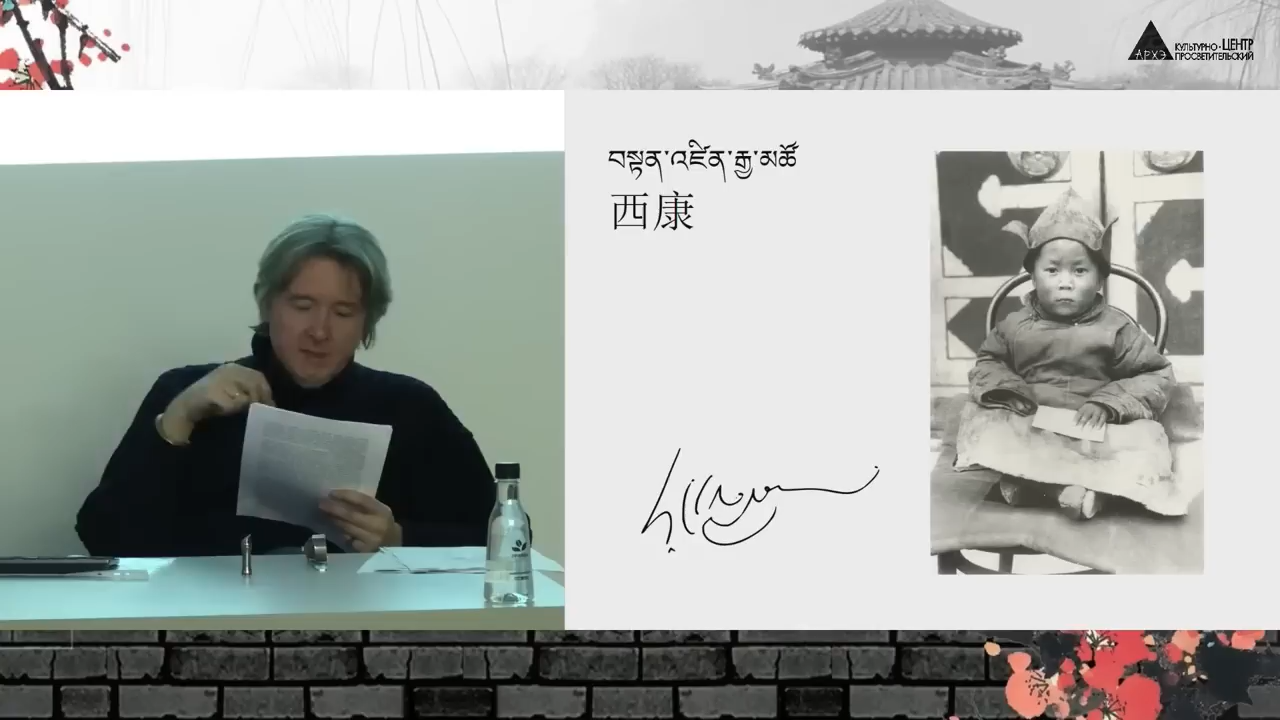 АРХЭ
КУЛЬТУРНО-ЦЕНТР
ПРОСВЕТИТЕЛЬСКИЙ
བསྟན་འཛིན་རྒྱ་མཚོ
西康